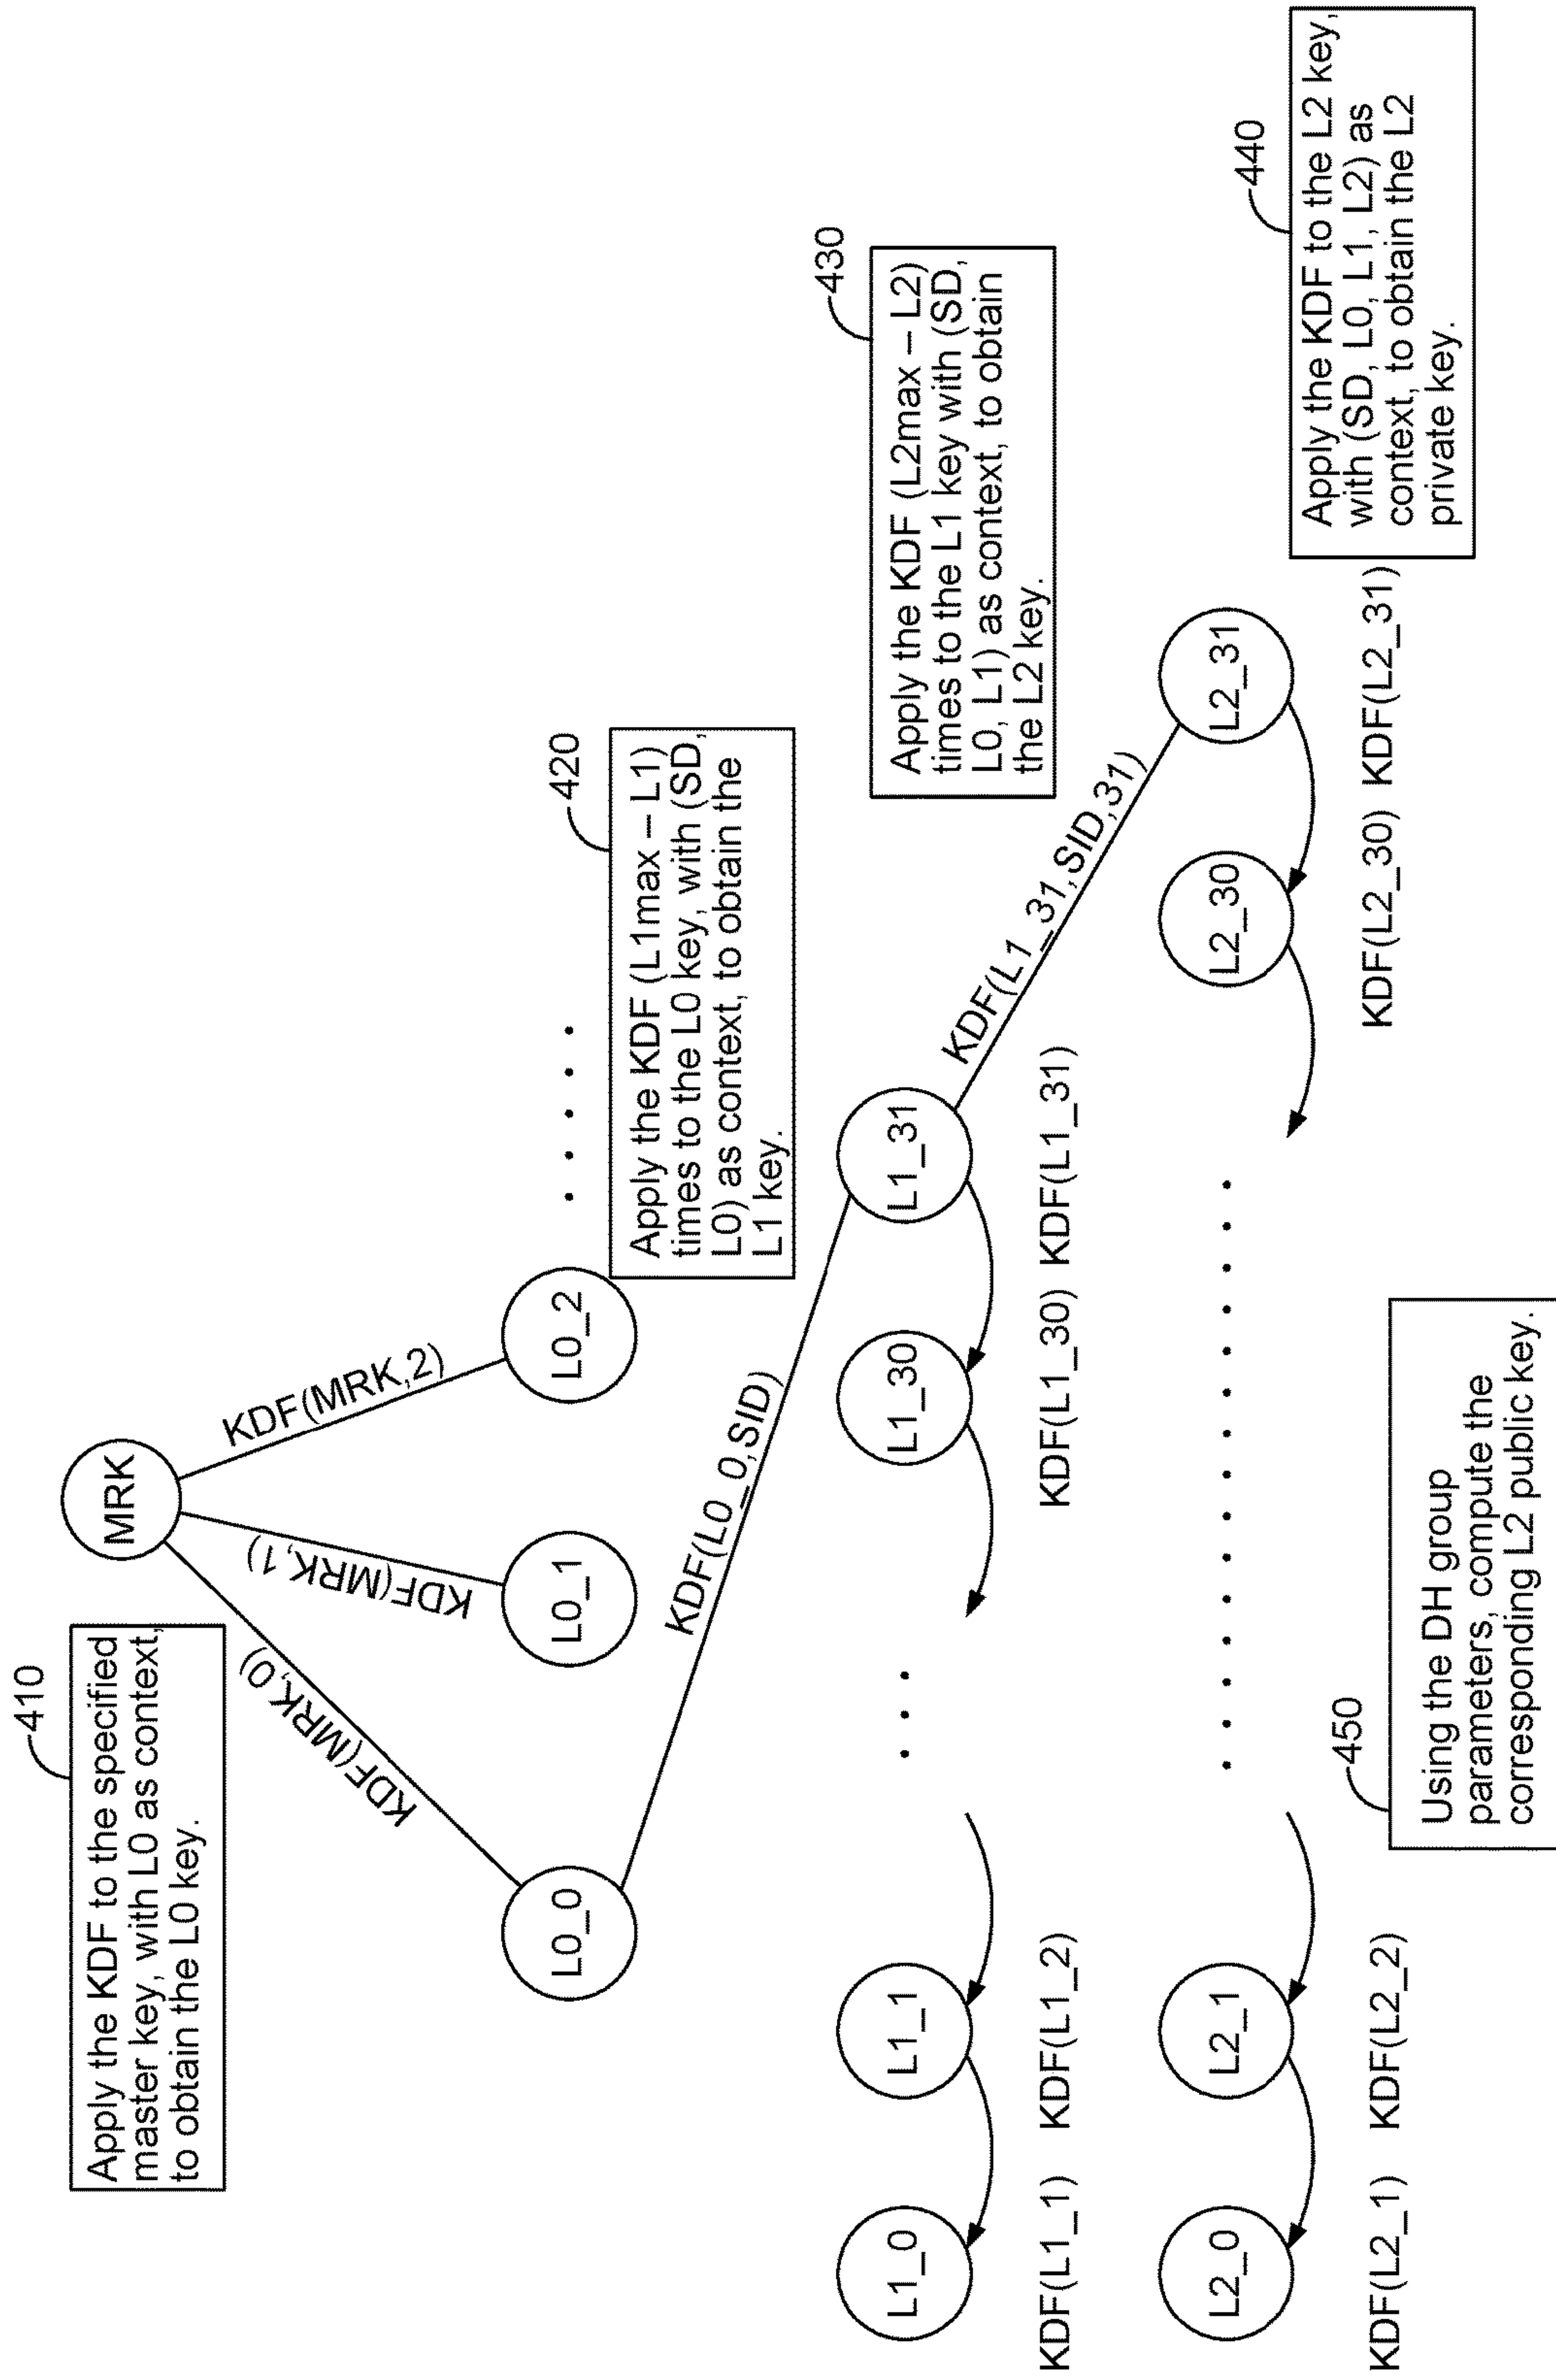 410
Apply the KDF to the specified
master key, with L0 as context,
to obtain the L0 key.
MRK
KDF(MRK,0)
KDF(MRK,1)
KDF(MRK,2)
L0_0
L0_1
L0_2
420
Apply the KDF (L1max – L1)
times to the L0 key, with (SD,
L0) as context, to obtain the
L1 key.
KDF(L0_0,SID)
L1_0
L1_1
L1_30
L1_31
KDF(L1_1)
KDF(L1_2)
KDF(L1_30)
KDF(L1_31)
430
Apply the KDF (L2max – L2)
times to the L1 key with (SD,
L0, L1) as context, to obtain
the L2 key.
KDF(L1_31,SID,31)
L2_0
L2_1
L2_30
L2_31
KDF(L2_1)
KDF(L2_2)
KDF(L2_30)
KDF(L2_31)
440
Apply the KDF to the L2 key,
with (SD, L0, L1, L2) as
context, to obtain the L2
private key.
450
Using the DH group
parameters, compute the
corresponding L2 public key.